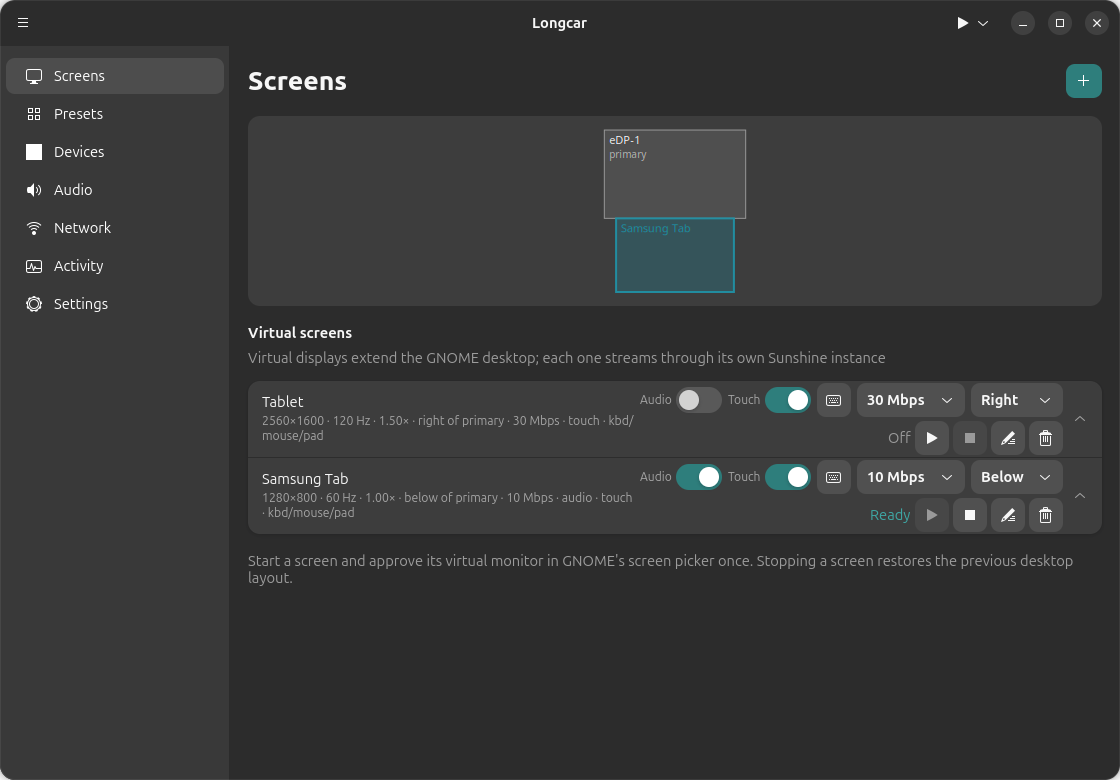 Longcar
Screens
Presets
Devices
Audio
Network
Activity
Settings
Screens
eDP-1
primary
Samsung Tab
Virtual screens
Virtual displays extend the GNOME desktop; each one streams through its own Sunshine instance
Tablet
2560×1600 · 120 Hz · 1.50× · right of primary · 30 Mbps · touch · kbd/
mouse/pad
Audio Touch 30 Mbps Right
Off
Samsung Tab
1280×800 · 60 Hz · 1.00× · below of primary · 10 Mbps · audio · touch
· kbd/mouse/pad
Audio Touch 10 Mbps Below
Ready
Start a screen and approve its virtual monitor in GNOME's screen picker once. Stopping a screen restores the previous desktop
layout.